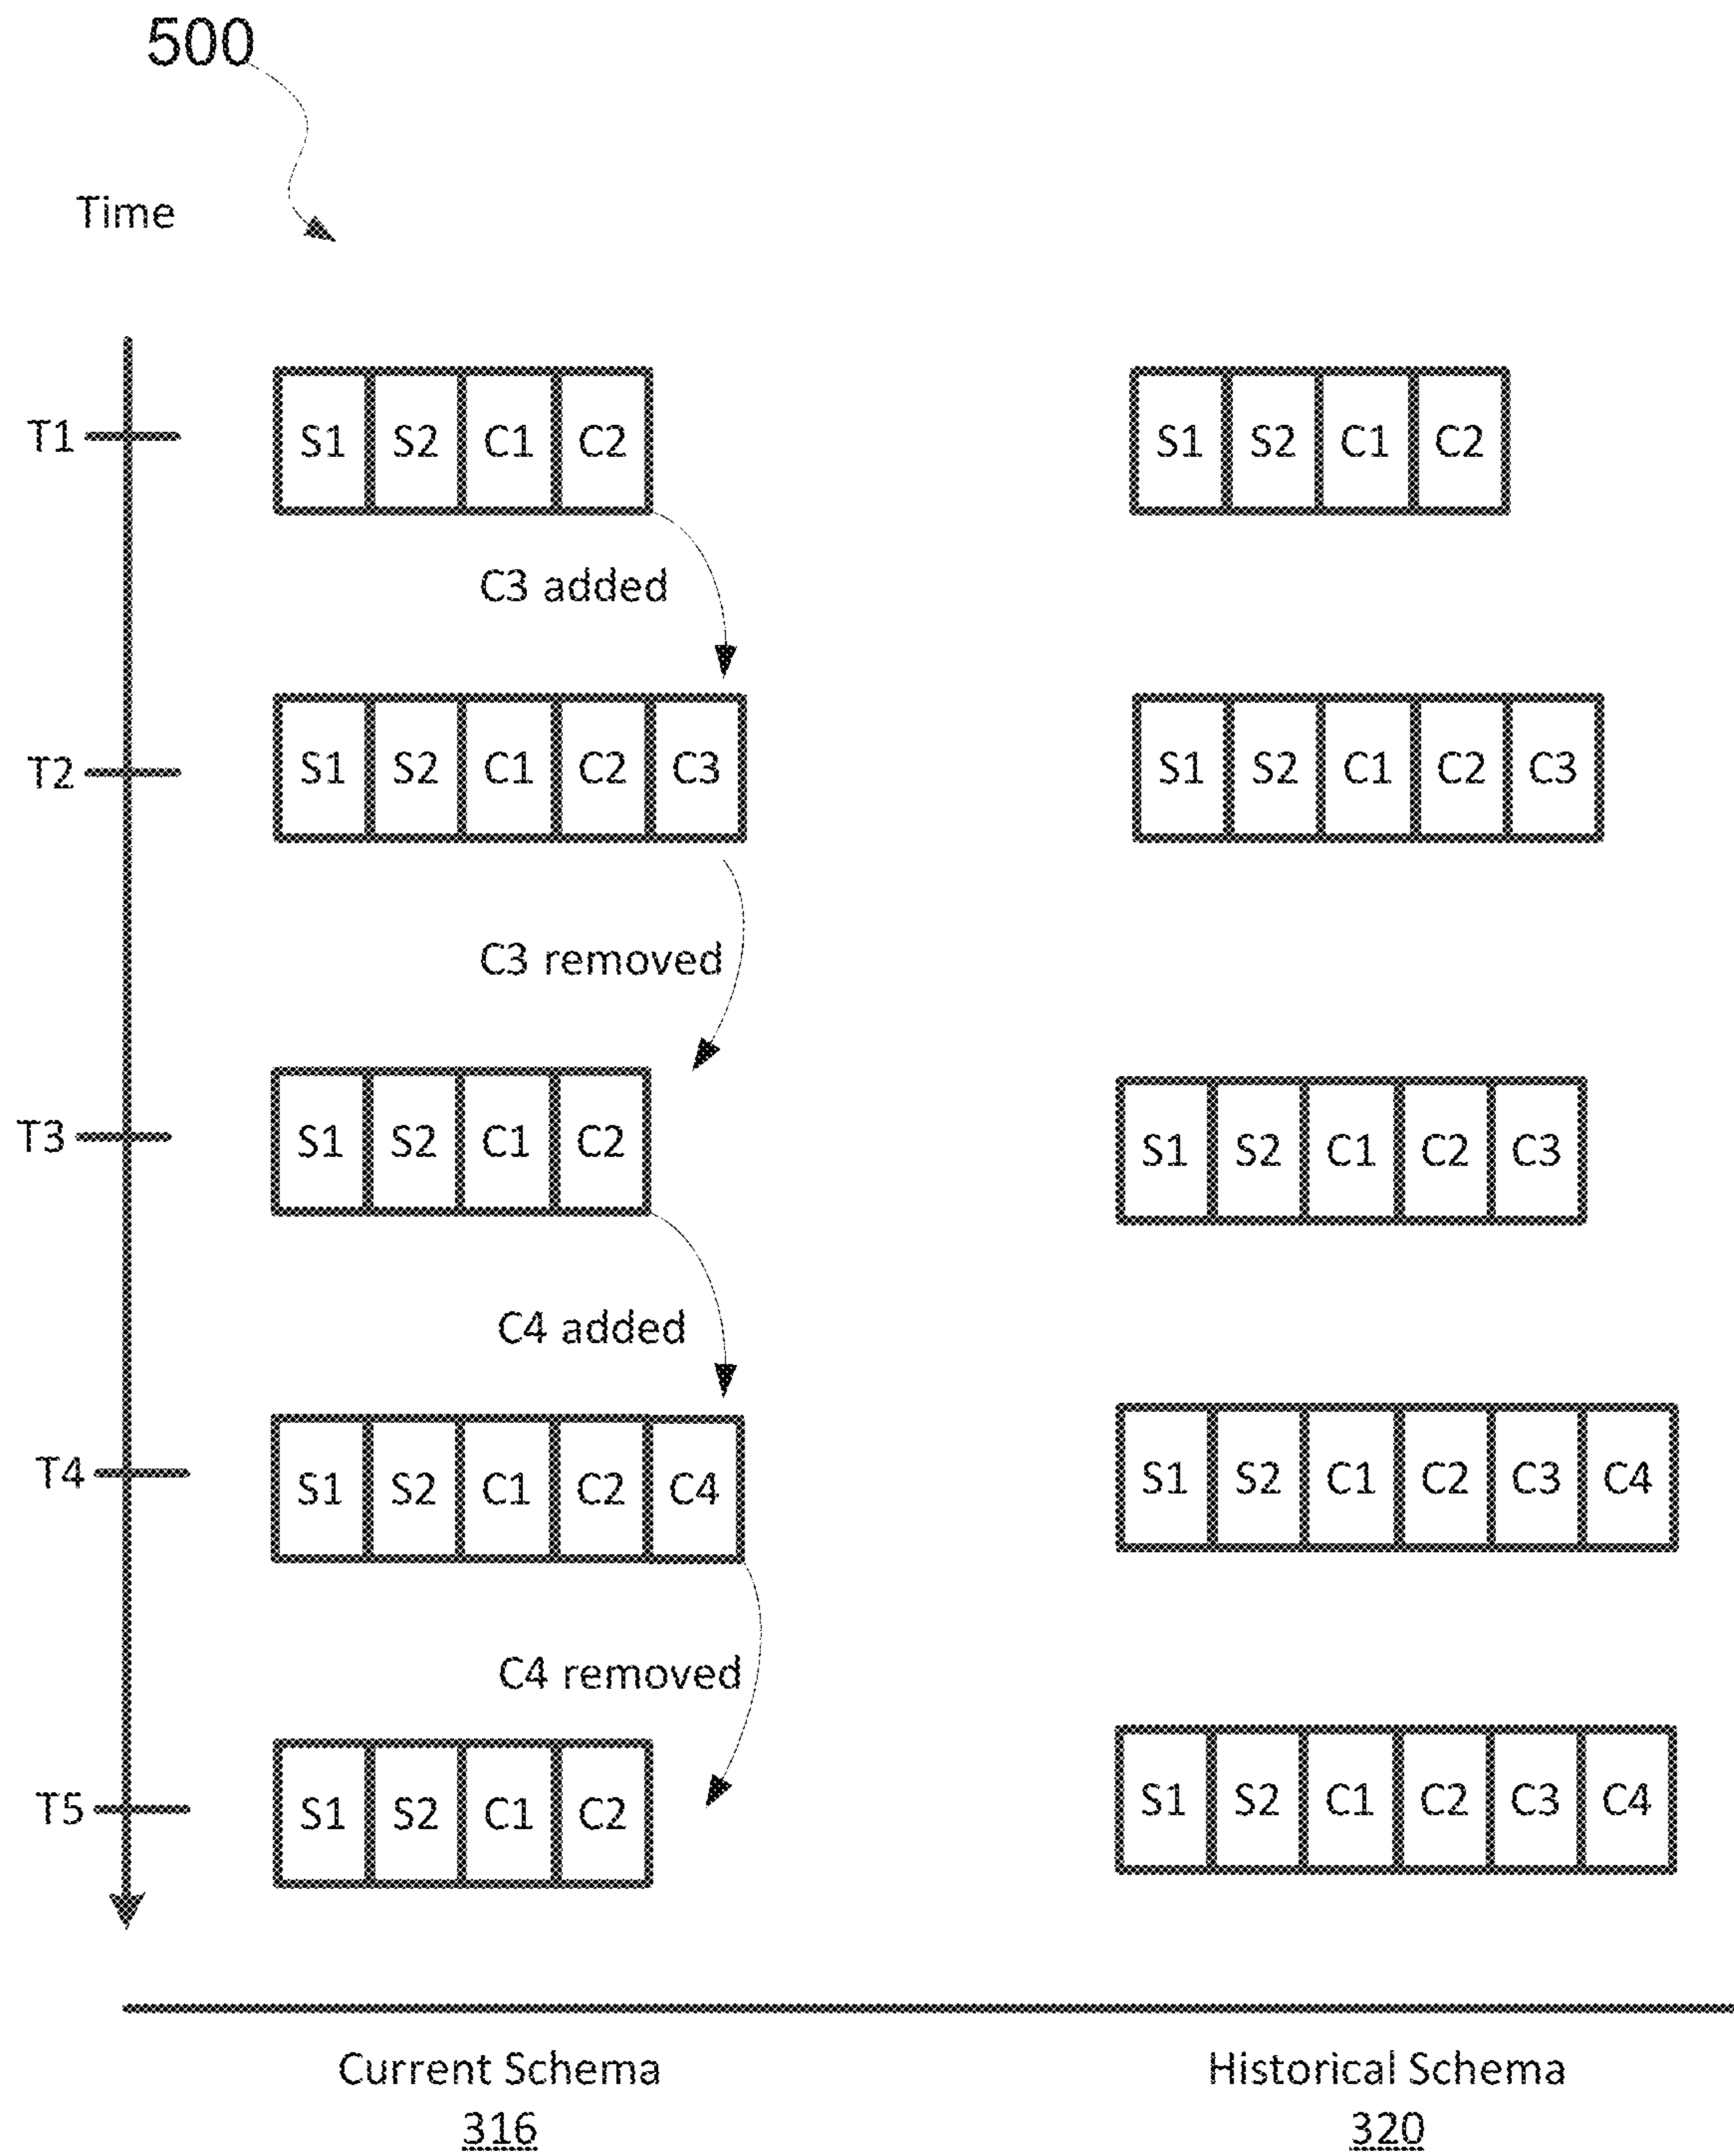 500
Time
T1
S1 S2 C1 C2
S1 S2 C1 C2
C3 added
T2
S1 S2 C1 C2 C3
S1 S2 C1 C2 C3
C3 removed
T3
S1 S2 C1 C2
S1 S2 C1 C2 C3
C4 added
T4
S1 S2 C1 C2 C4
S1 S2 C1 C2 C3 C4
C4 removed
T5
S1 S2 C1 C2
S1 S2 C1 C2 C3 C4
Current Schema
316
Historical Schema
320